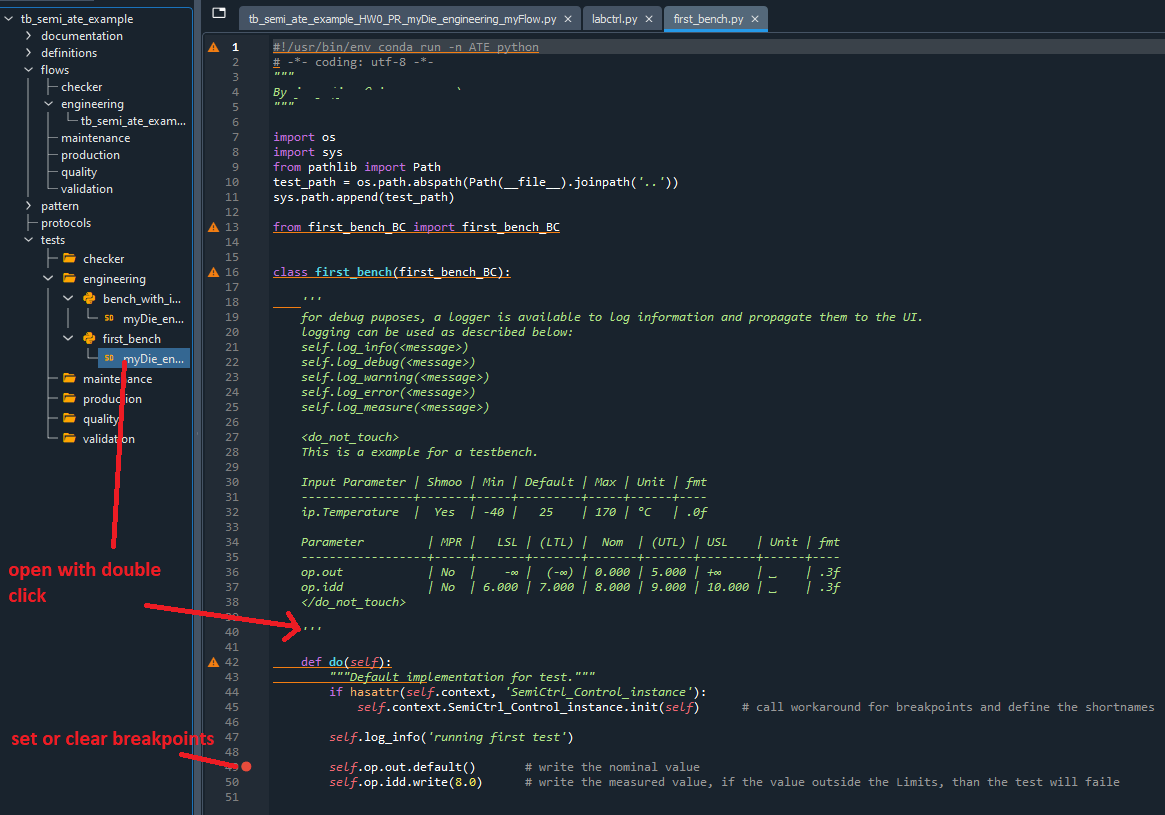 tb_semi_ate_example
documentation
definitions
flows
checker
engineering
tb_semi_ate_exam...
maintenance
production
quality
validation
pattern
protocols
tests
checker
engineering
bench_with_i...
myDie_en...
first_bench
myDie_en...
maintenance
production
quality
validation
open with double
click
set or clear breakpoints
tb_semi_ate_example_HW0_PR_myDie_engineering_myFlow.py
labctrl.py
first_bench.py
1 #!/usr/bin/env conda run -n ATE python
2 # -*- coding: utf-8 -*-
3 """
4 By
5 """
6
7 import os
8 import sys
9 from pathlib import Path
10 test_path = os.path.abspath(Path(__file__).joinpath('..'))
11 sys.path.append(test_path)
12
13 from first_bench_BC import first_bench_BC
14
15
16 class first_bench(first_bench_BC):
17
18 '''
19 for debug puposes, a logger is available to log information and propagate them to the UI.
20 logging can be used as described below:
21 self.log_info(<message>)
22 self.log_debug(<message>)
23 self.log_warning(<message>)
24 self.log_error(<message>)
25 self.log_measure(<message>)
26
27 <do_not_touch>
28 This is a example for a testbench.
29
30 Input Parameter | Shmoo | Min | Default | Max | Unit | fmt
31 ----------------+-------+-----+---------+-----+------+----
32 ip.Temperature | Yes | -40 | 25 | 170 | °C | .0f
33
34 Parameter | MPR | LSL | (LTL) | Nom | (UTL) | USL | Unit | fmt
35 ------------------+-----+-------+-------+-------+-------+--------+------+----
36 op.out | No | -∞ | (-∞) | 0.000 | 5.000 | +∞ | ˽ | .3f
37 op.idd | No | 6.000 | 7.000 | 8.000 | 9.000 | 10.000 | ˽ | .3f
38 </do_not_touch>
39
40 '''
41
42 def do(self):
43 """Default implementation for test."""
44 if hasattr(self.context, 'SemiCtrl_Control_instance'):
45 self.context.SemiCtrl_Control_instance.init(self) # call workaround for breakpoints and define the shortnames
46
47 self.log_info('running first test')
48
49 self.op.out.default() # write the nominal value
50 self.op.idd.write(8.0) # write the measured value, if the value outside the Limits, than the test will faile
51